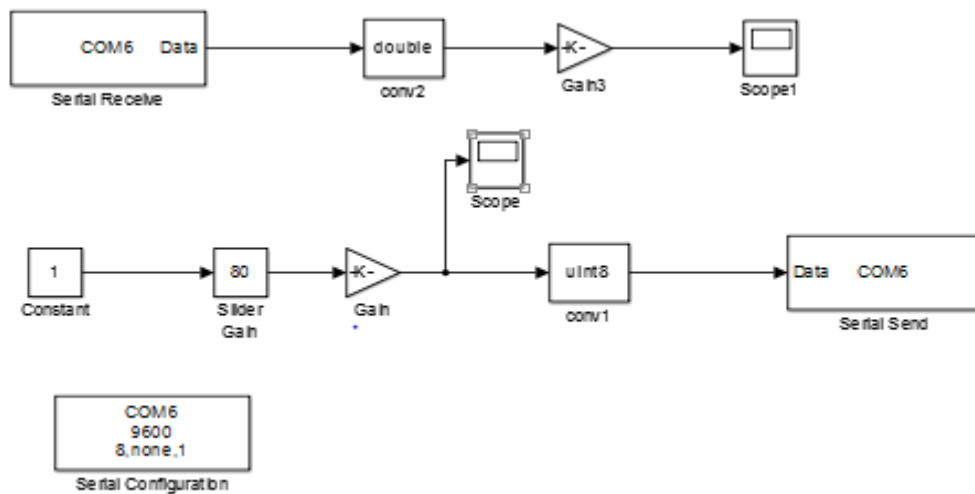 COM6 Data
Serial Receive
double
conv2
-K-
Gain3
Scope1
Scope
1
Constant
80
Slider
Gain
-K-
Gain
uint8
conv1
Data COM6
Serial Send
COM6
9600
8,none,1
Serial Configuration